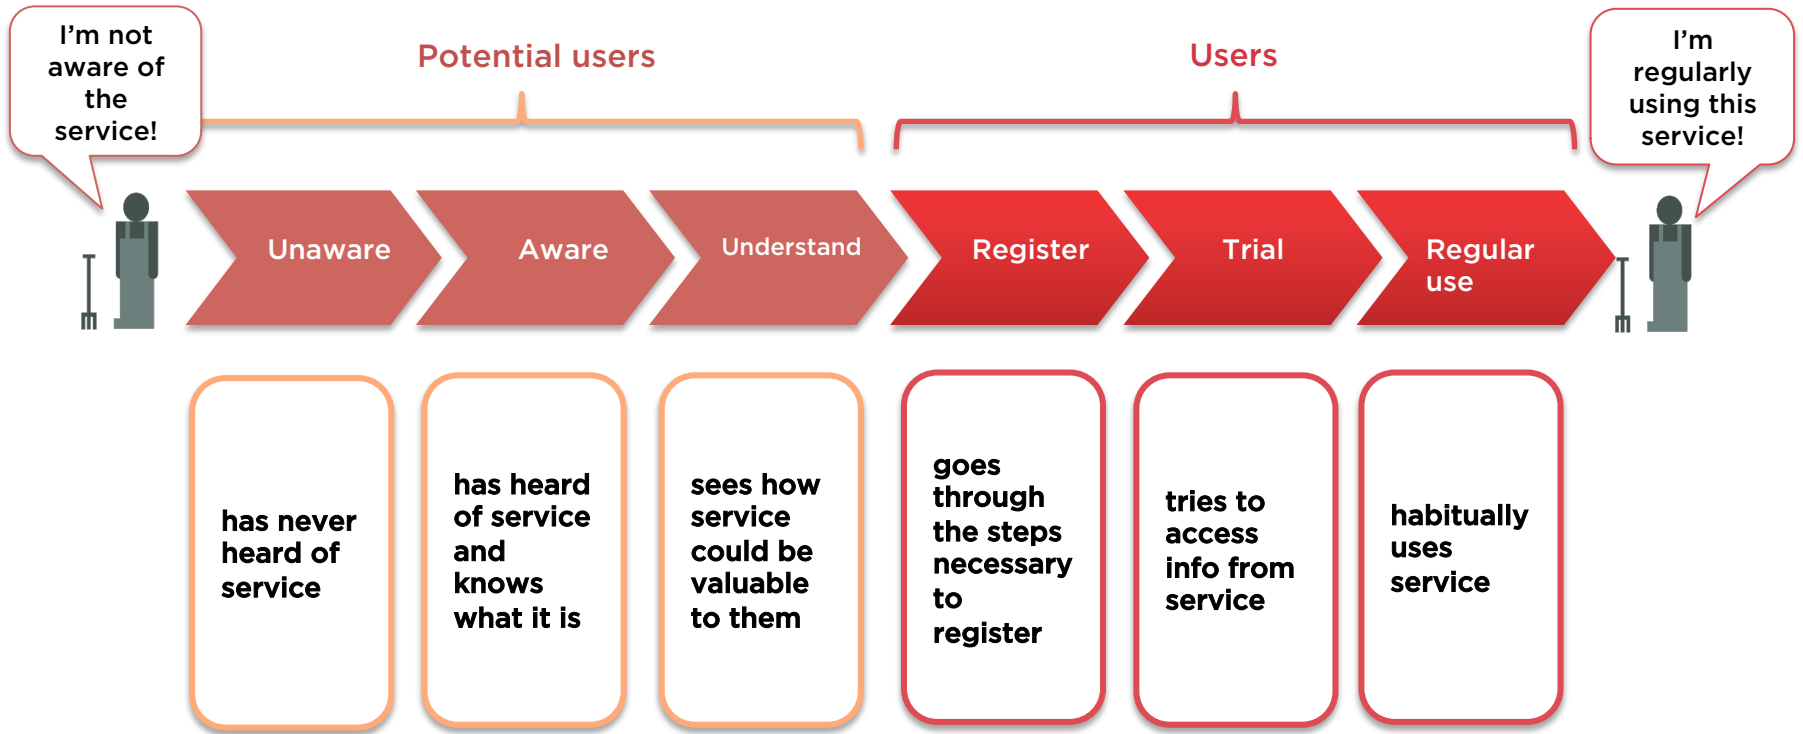 I'm not
aware of
the
service!
Potential users
Users
I'm
regularly
using this
service!
Unaware
Aware
Understand
Register
Trial
Regular
use
has never
heard of
service
has heard
of service
and
knows
what it is
sees how
service
could be
valuable
to them
goes
through
the steps
necessary
to
register
tries to
access
info from
service
habitually
uses
service